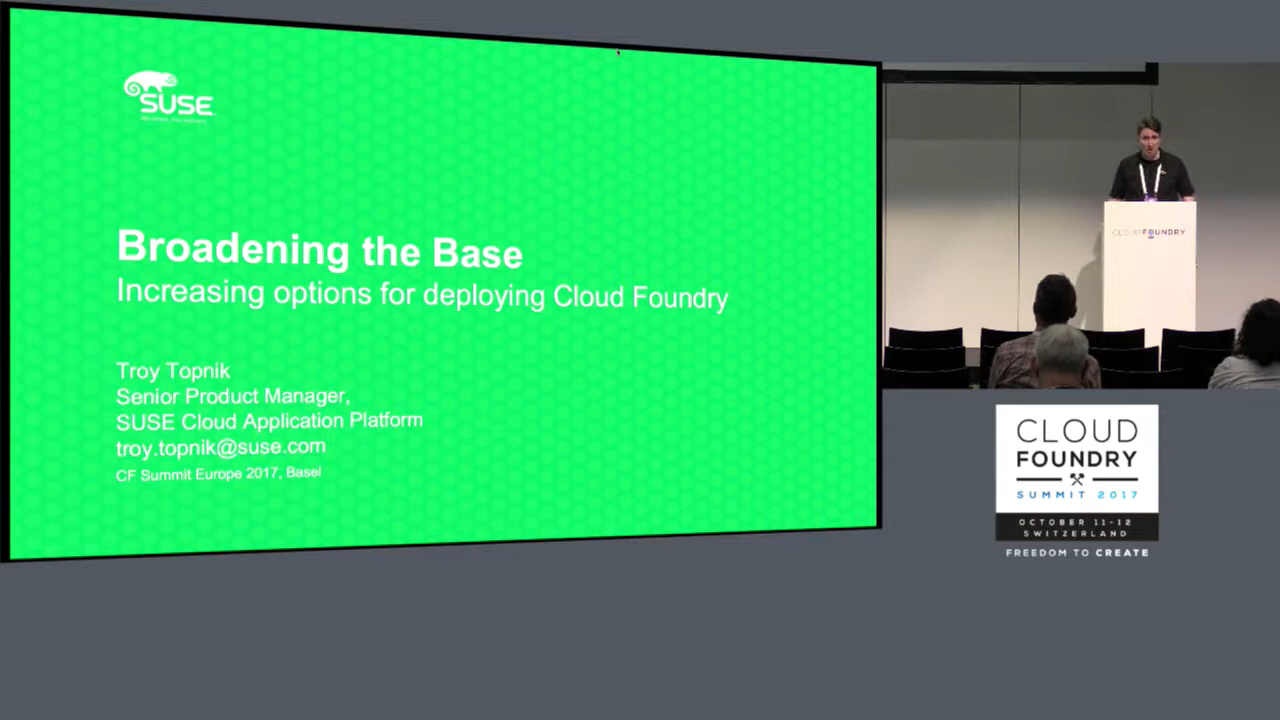 SUSE
Broadening the Base
Increasing options for deploying Cloud Foundry
Troy Topnik
Senior Product Manager,
SUSE Cloud Application Platform
troy.topnik@suse.com
CF Summit Europe 2017, Basel
CLOUDFOUNDRY
CLOUD
FOUNDRY
SUMMIT 2017
OCTOBER 11-12
SWITZERLAND
FREEDOM TO CREATE